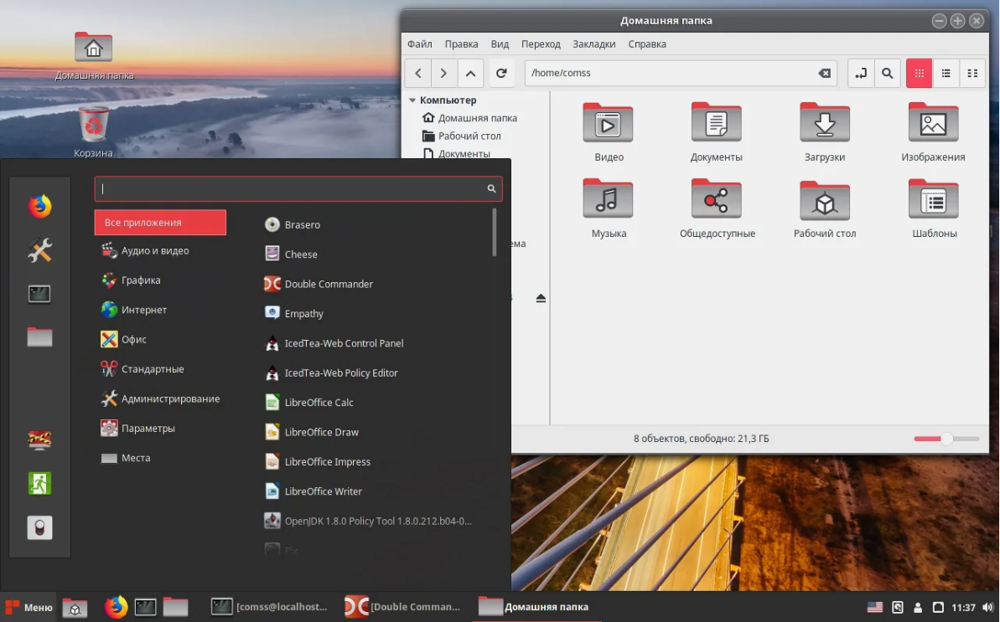 Домашняя папка
Корзина
Домашняя папка
Файл Правка Вид Переход Закладки Справка
/home/comss
Компьютер
Домашняя папка
Рабочий стол
Документы
ема
Видео Документы Загрузки Изображения
Музыка Общедоступные Рабочий стол Шаблоны
8 объектов, свободно: 21,3 ГБ
Все приложения
Аудио и видео
Графика
Интернет
Офис
Стандартные
Администрирование
Параметры
Места
Brasero
Cheese
Double Commander
Empathy
IcedTea-Web Control Panel
IcedTea-Web Policy Editor
LibreOffice Calc
LibreOffice Draw
LibreOffice Impress
LibreOffice Writer
OpenJDK 1.8.0 Policy Tool 1.8.0.212.b04-0...
Pix
Меню [comss@localhost... [Double Comman... Домашняя папка 11:37